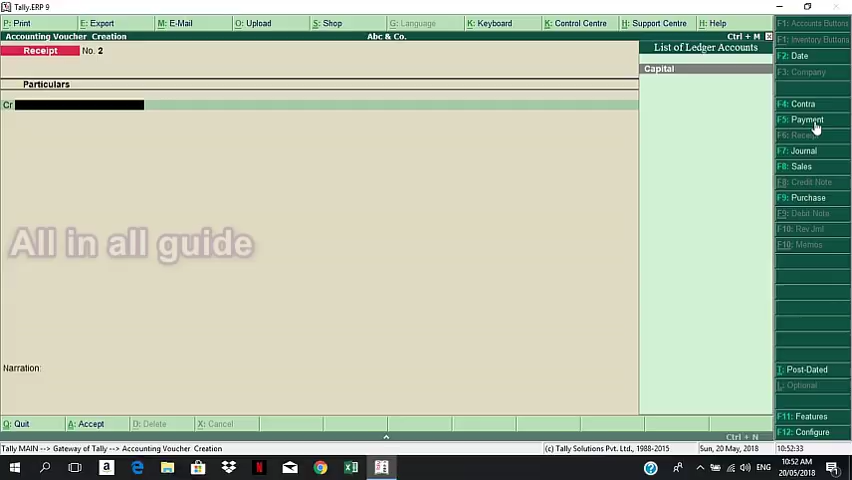 Tally.ERP 9
P: Print E: Export M: E-Mail O: Upload S: Shop G: Language K: Keyboard K: Control Centre H: Support Centre H: Help
F1: Accounts Buttons
Accounting Voucher Creation Abc & Co. Ctrl + M
F1: Inventory Buttons
Receipt No. 2
List of Ledger Accounts
F2: Date
Capital
F3: Company
Particulars
Cr
F4: Contra
F5: Payment
F6: Receipt
F7: Journal
F8: Sales
F8: Credit Note
F9: Purchase
F9: Debit Note
F10: Rev Jrnl
F10: Memos
All in all guide
Narration:
T: Post-Dated
L: Optional
F11: Features
F12: Configure
Q: Quit A: Accept D: Delete X: Cancel
Ctrl + N
Tally MAIN --> Gateway of Tally --> Accounting Voucher Creation (c) Tally Solutions Pvt. Ltd., 1988-2015 Sun, 20 May, 2018 10:52:33
ENG 10:52 AM
20/05/2018